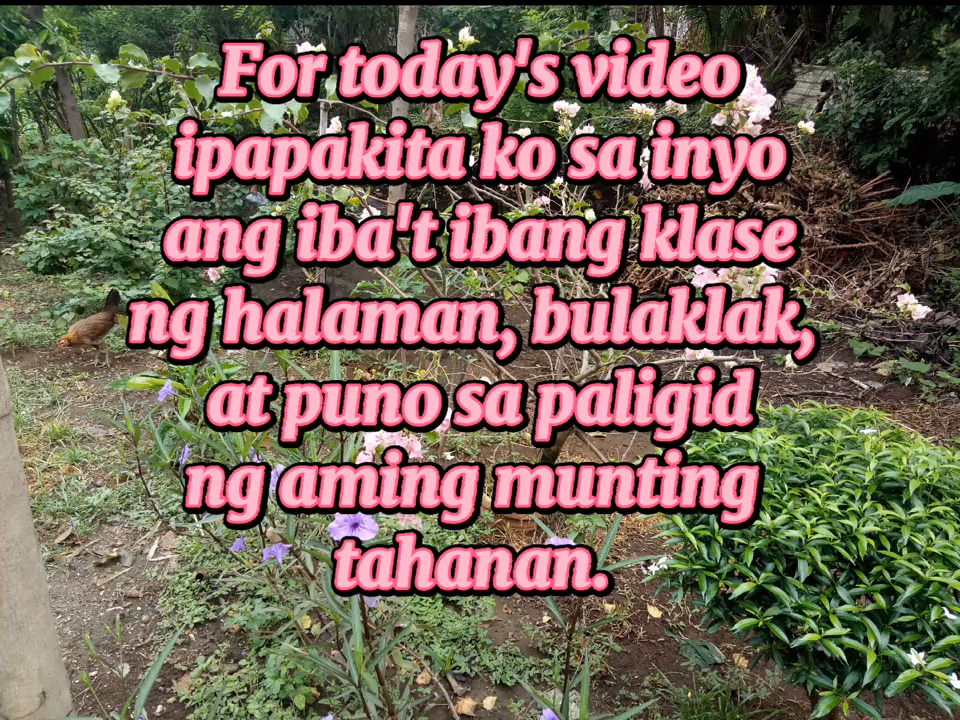 For today's video
ipapakita ko sa inyo
ang iba't ibang klase
ng halaman, bulaklak,
at puno sa paligid
ng aming munting
tahanan.